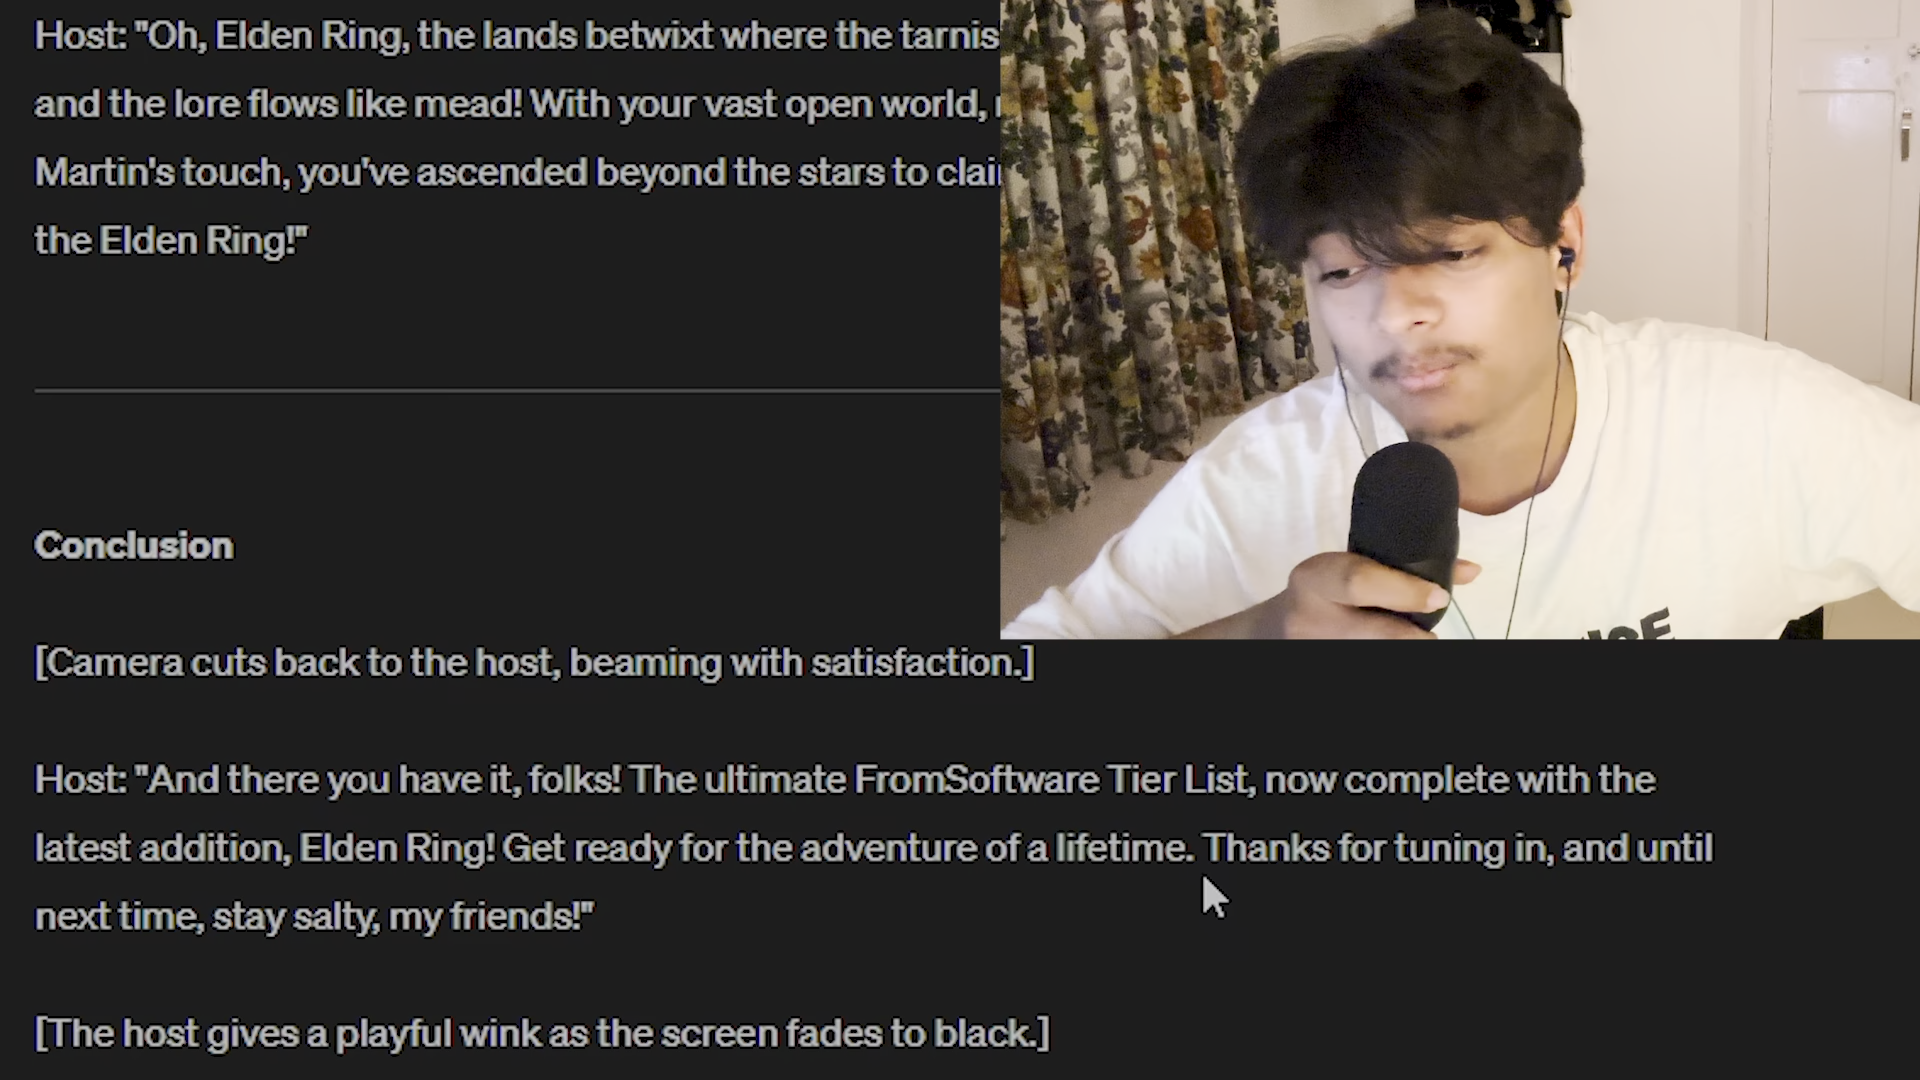 Host: "Oh, Elden Ring, the lands betwixt where the
and the lore flows like mead! With your vast open world,
Martin's touch, you've ascended beyond the stars to
the Elden Ring!"
Conclusion
[Camera cuts back to the host, beaming with satisfaction.]
Host: "And there you have it, folks! The ultimate FromSoftware Tier List, now complete with the
latest addition, Elden Ring! Get ready for the adventure of a lifetime. Thanks for tuning in, and until
next time, stay salty, my friends!"
[The host gives a playful wink as the screen fades to black.]